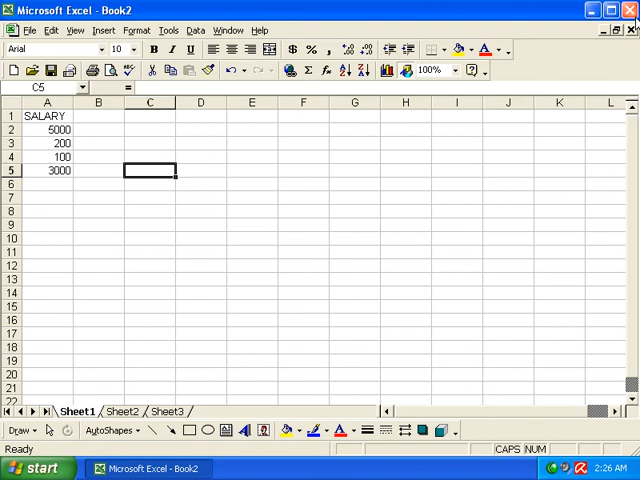 Microsoft Excel - Book2
File Edit View Insert Format Tools Data Window Help
Arial 10 B I U $ % ,
Σ 100% ?
C5 =
A B C D E F G H I J K L
1 SALARY
2 5000
3 200
4 100
5 3000
6
7
8
9
10
11
12
13
14
15
16
17
18
19
20
21
22
Sheet1 Sheet2 Sheet3
Draw AutoShapes A
Ready CAPS NUM
start Microsoft Excel - Book2 2:26 AM